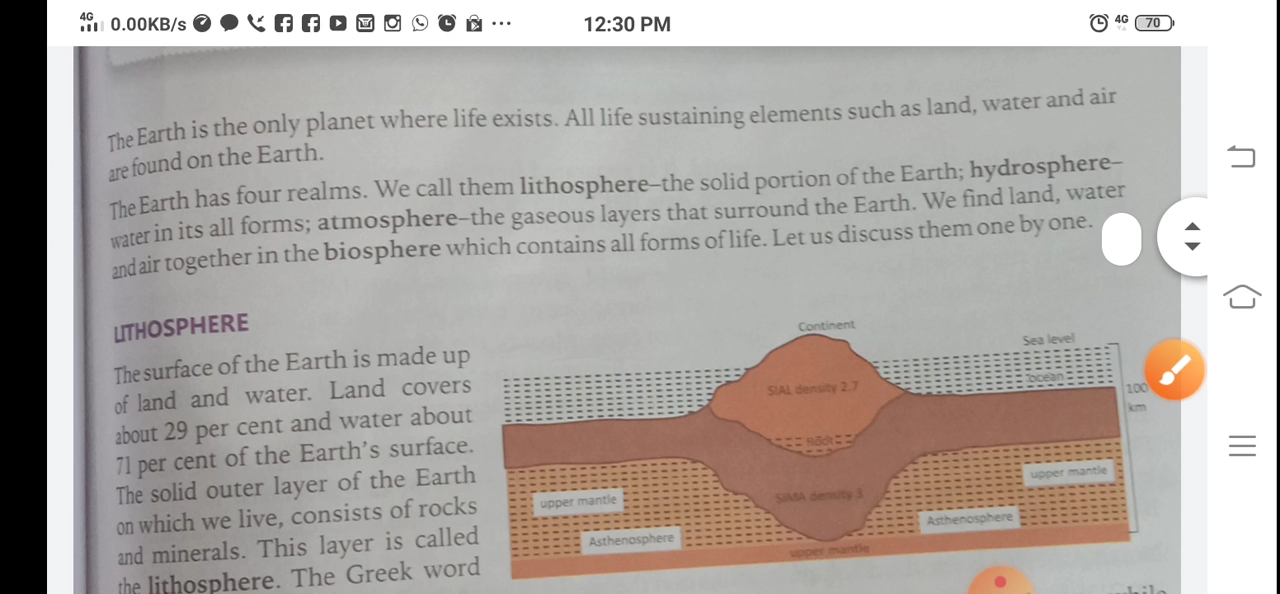 4G 0.00KB/s ... 12:30 PM 4G 70
The Earth is the only planet where life exists. All life sustaining elements such as land, water and air
are found on the Earth.
The Earth has four realms. We call them lithosphere–the solid portion of the Earth; hydrosphere–
water in its all forms; atmosphere–the gaseous layers that surround the Earth. We find land, water
and air together in the biosphere which contains all forms of life. Let us discuss them one by one.
LITHOSPHERE
The surface of the Earth is made up
of land and water. Land covers
about 29 per cent and water about
71 per cent of the Earth's surface.
The solid outer layer of the Earth
on which we live, consists of rocks
and minerals. This layer is called
the lithosphere. The Greek word
Continent
Sea level
ocean
SIAL density 2.7
100
km
Root
upper mantle
SIMA density 3
upper mantle
Asthenosphere
Asthenosphere
upper mantle